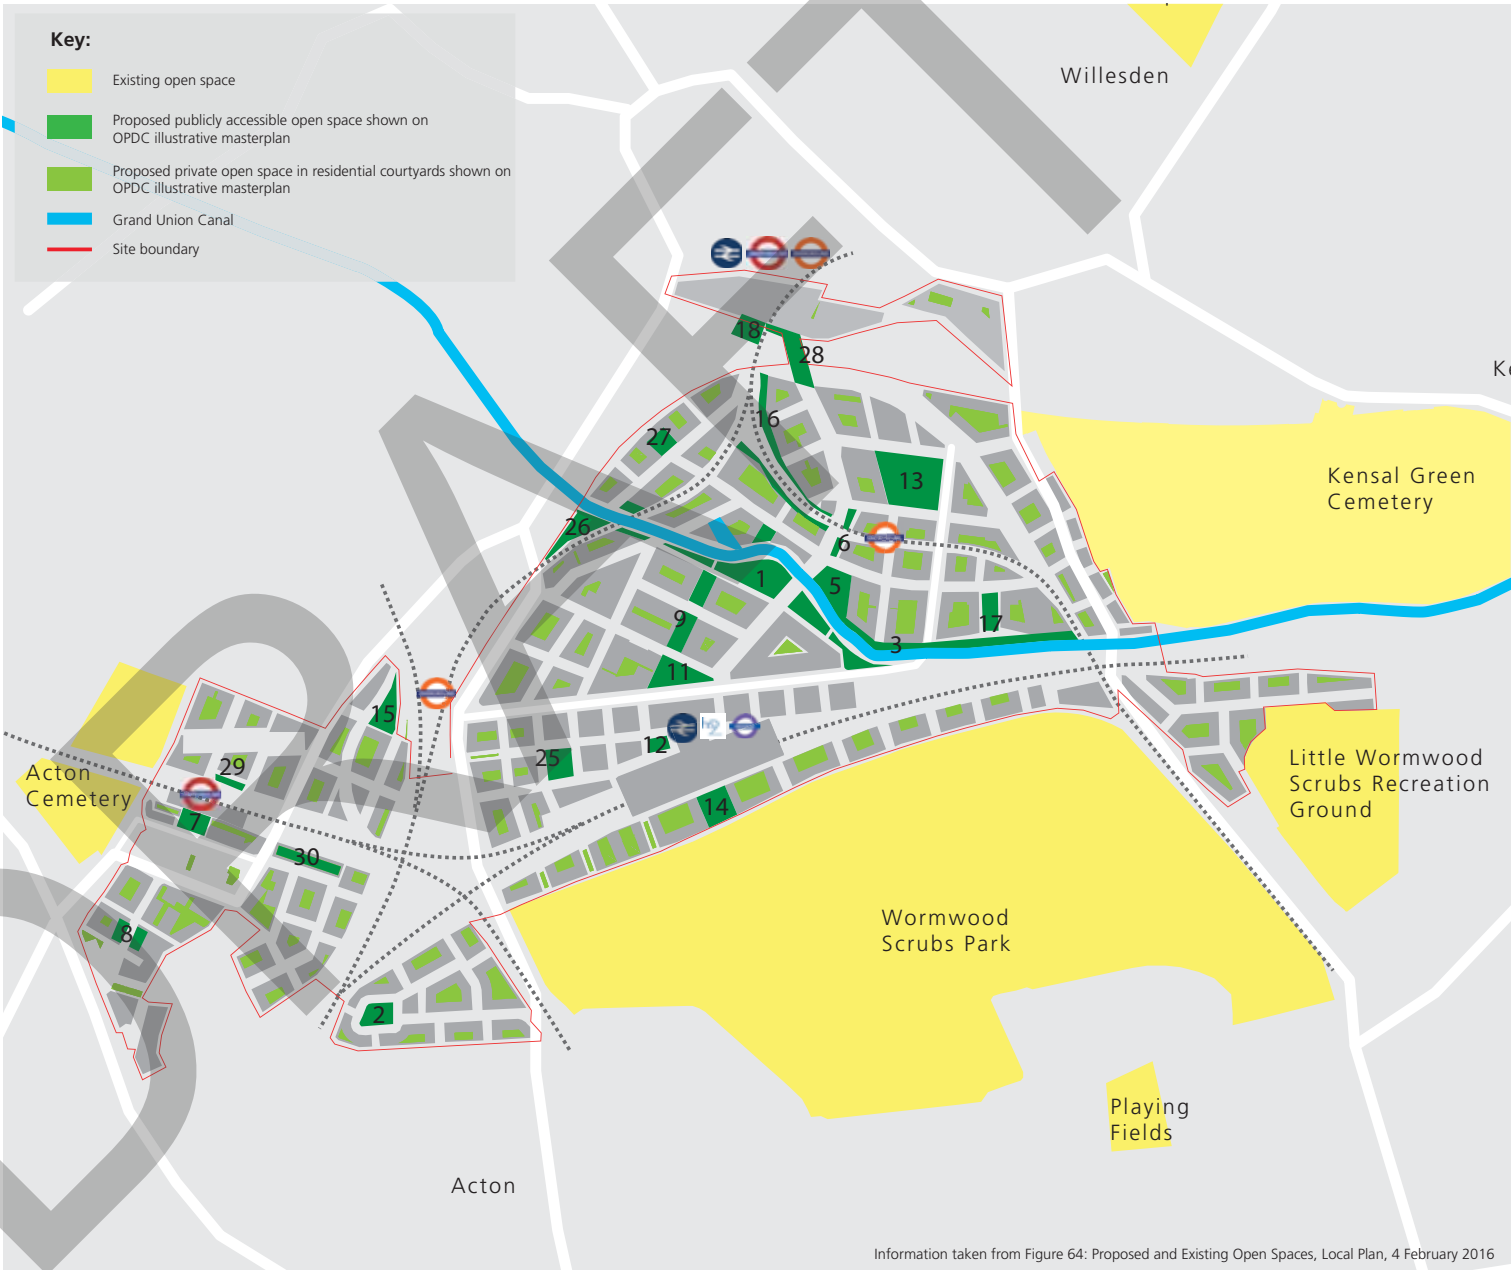 Key:
Existing open space
Proposed publicly accessible open space shown on
OPDC illustrative masterplan
Proposed private open space in residential courtyards shown on
OPDC illustrative masterplan
Grand Union Canal
Site boundary
Willesden
18
28
16
27
13
Kensal Green
Cemetery
26
6
1
5
9
17
3
11
15
12
25
29
Acton
Cemetery
7
14
Little Wormwood
Scrubs Recreation
Ground
30
8
Wormwood
Scrubs Park
2
Playing
Fields
Acton
Information taken from Figure 64: Proposed and Existing Open Spaces, Local Plan, 4 February 2016